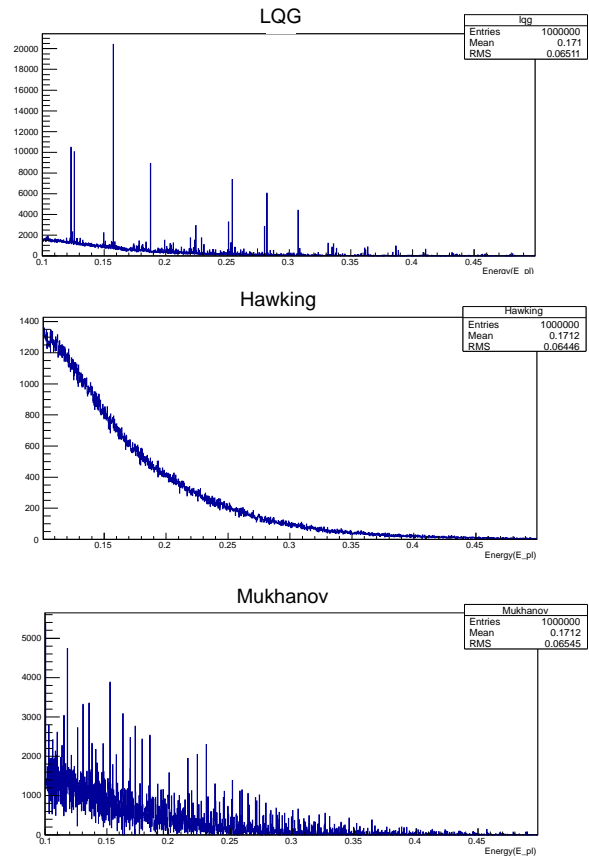 LQG
lqg
Entries 1000000
Mean 0.171
RMS 0.06511
20000
18000
16000
14000
12000
10000
8000
6000
4000
2000
0
0.1 0.15 0.2 0.25 0.3 0.35 0.4 0.45
Energy(E_pl)
Hawking
Hawking
Entries 1000000
Mean 0.1712
RMS 0.06446
1400
1200
1000
800
600
400
200
0
0.15 0.2 0.25 0.3 0.35 0.4 0.45
Energy(E_pl)
Mukhanov
Mukhanov
Entries 1000000
Mean 0.1712
RMS 0.06545
5000
4000
3000
2000
1000
0
0.1 0.15 0.2 0.25 0.3 0.35 0.4 0.45
Energy(E_pl)